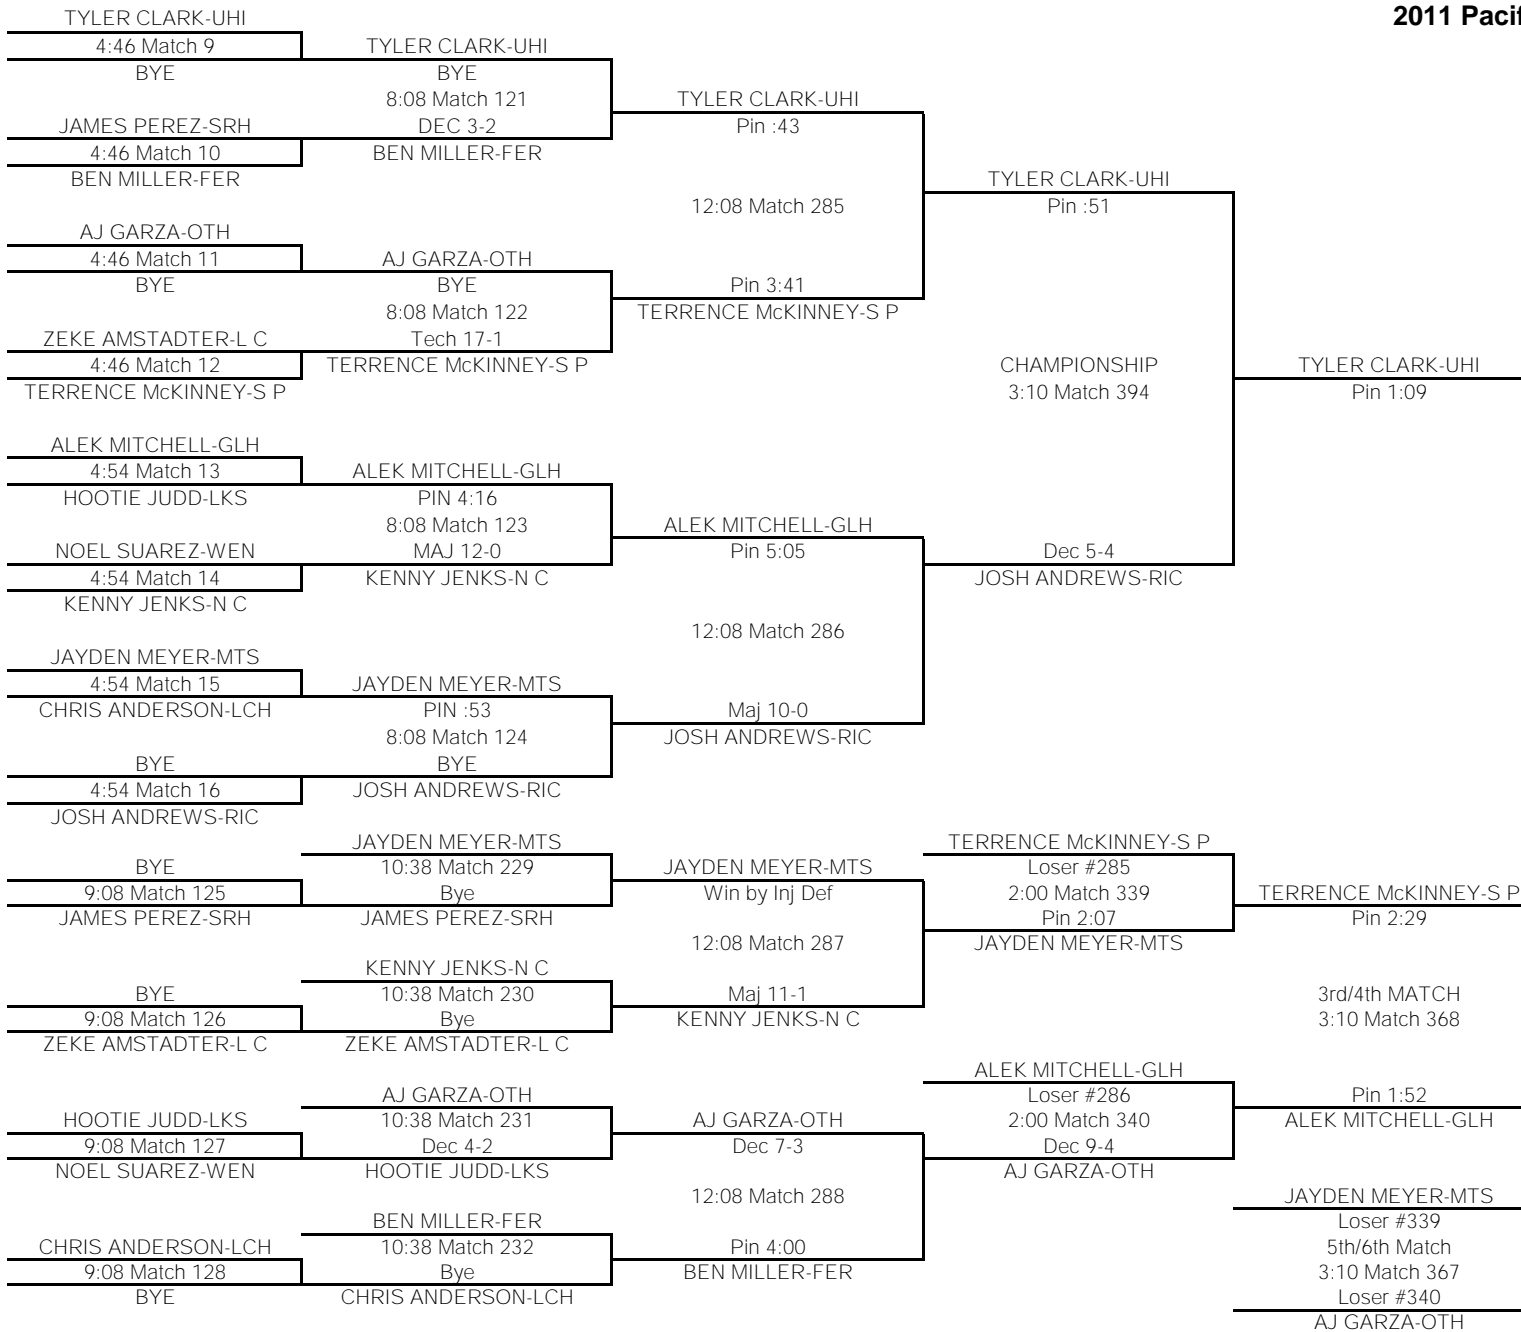 2011 Pacif
TYLER CLARK-UHI
4:46 Match 9
BYE
JAMES PEREZ-SRH
4:46 Match 10
BEN MILLER-FER
AJ GARZA-OTH
4:46 Match 11
BYE
ZEKE AMSTADTER-L C
4:46 Match 12
TERRENCE McKINNEY-S P
ALEK MITCHELL-GLH
4:54 Match 13
HOOTIE JUDD-LKS
NOEL SUAREZ-WEN
4:54 Match 14
KENNY JENKS-N C
JAYDEN MEYER-MTS
4:54 Match 15
CHRIS ANDERSON-LCH
BYE
4:54 Match 16
JOSH ANDREWS-RIC
TYLER CLARK-UHI
BYE
8:08 Match 121
DEC 3-2
BEN MILLER-FER
AJ GARZA-OTH
BYE
8:08 Match 122
Tech 17-1
TERRENCE McKINNEY-S P
ALEK MITCHELL-GLH
PIN 4:16
8:08 Match 123
MAJ 12-0
KENNY JENKS-N C
JAYDEN MEYER-MTS
PIN :53
8:08 Match 124
BYE
JOSH ANDREWS-RIC
TYLER CLARK-UHI
Pin :43
12:08 Match 285
Pin 3:41
TERRENCE McKINNEY-S P
ALEK MITCHELL-GLH
Pin 5:05
12:08 Match 286
Maj 10-0
JOSH ANDREWS-RIC
TYLER CLARK-UHI
Pin :51
CHAMPIONSHIP
3:10 Match 394
Dec 5-4
JOSH ANDREWS-RIC
TYLER CLARK-UHI
Pin 1:09
BYE
9:08 Match 125
JAMES PEREZ-SRH
BYE
9:08 Match 126
ZEKE AMSTADTER-L C
HOOTIE JUDD-LKS
9:08 Match 127
NOEL SUAREZ-WEN
CHRIS ANDERSON-LCH
9:08 Match 128
BYE
JAYDEN MEYER-MTS
10:38 Match 229
Bye
JAMES PEREZ-SRH
KENNY JENKS-N C
10:38 Match 230
Bye
ZEKE AMSTADTER-L C
AJ GARZA-OTH
10:38 Match 231
Dec 4-2
HOOTIE JUDD-LKS
BEN MILLER-FER
10:38 Match 232
Bye
CHRIS ANDERSON-LCH
JAYDEN MEYER-MTS
Win by Inj Def
12:08 Match 287
Maj 11-1
KENNY JENKS-N C
AJ GARZA-OTH
Dec 7-3
12:08 Match 288
Pin 4:00
BEN MILLER-FER
TERRENCE McKINNEY-S P
Loser #285
2:00 Match 339
Pin 2:07
JAYDEN MEYER-MTS
ALEK MITCHELL-GLH
Loser #286
2:00 Match 340
Dec 9-4
AJ GARZA-OTH
TERRENCE McKINNEY-S P
Pin 2:29
3rd/4th MATCH
3:10 Match 368
Pin 1:52
ALEK MITCHELL-GLH
JAYDEN MEYER-MTS
Loser #339
5th/6th Match
3:10 Match 367
Loser #340
AJ GARZA-OTH